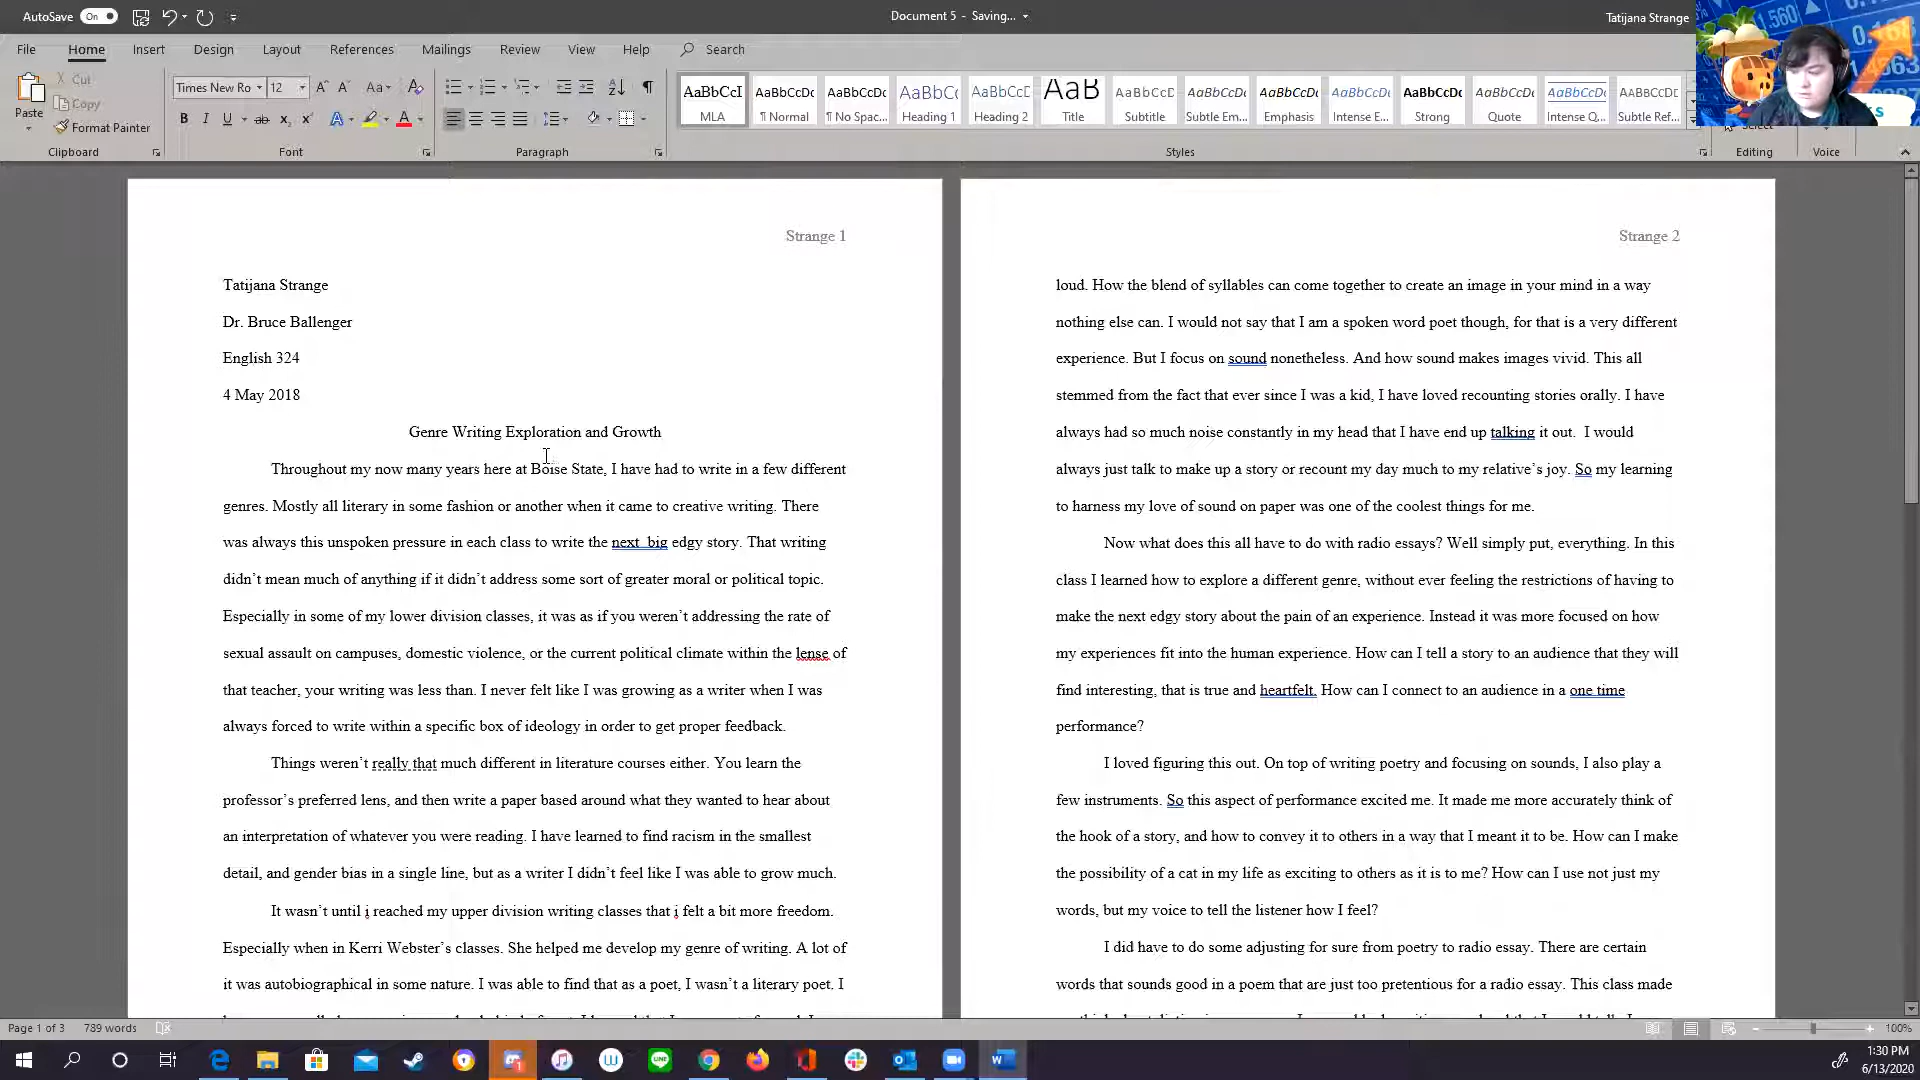 AutoSave On
Document 5 - Saving...
Tatijana Strange
File Home Insert Design Layout References Mailings Review View Help Search
Paste
Cut
Copy
Format Painter
Clipboard
Times New Ro 12
Font
Paragraph
AaBbCcI AaBbCcDc AaBbCcDc AaBbC AaBbCcD AaB AaBbCcD AaBbCcDc AaBbCcDc AaBbCcDc AaBbCcDc AaBbCcDc AaBbCcDc AABBCCDE
MLA ¶ Normal ¶ No Spac... Heading 1 Heading 2 Title Subtitle Subtle Em... Emphasis Intense E... Strong Quote Intense Q... Subtle Ref...
Styles
Editing
Voice
Strange 1
Tatijana Strange
Dr. Bruce Ballenger
English 324
4 May 2018
Genre Writing Exploration and Growth
Throughout my now many years here at Boise State, I have had to write in a few different
genres. Mostly all literary in some fashion or another when it came to creative writing. There
was always this unspoken pressure in each class to write the next  big edgy story. That writing
didn’t mean much of anything if it didn’t address some sort of greater moral or political topic.
Especially in some of my lower division classes, it was as if you weren’t addressing the rate of
sexual assault on campuses, domestic violence, or the current political climate within the lense of
that teacher, your writing was less than. I never felt like I was growing as a writer when I was
always forced to write within a specific box of ideology in order to get proper feedback.
Things weren’t really that much different in literature courses either. You learn the
professor’s preferred lens, and then write a paper based around what they wanted to hear about
an interpretation of whatever you were reading. I have learned to find racism in the smallest
detail, and gender bias in a single line, but as a writer I didn’t feel like I was able to grow much.
It wasn’t until i reached my upper division writing classes that i felt a bit more freedom.
Especially when in Kerri Webster’s classes. She helped me develop my genre of writing. A lot of
it was autobiographical in some nature. I was able to find that as a poet, I wasn’t a literary poet. I
Strange 2
loud. How the blend of syllables can come together to create an image in your mind in a way
nothing else can. I would not say that I am a spoken word poet though, for that is a very different
experience. But I focus on sound nonetheless. And how sound makes images vivid. This all
stemmed from the fact that ever since I was a kid, I have loved recounting stories orally. I have
always had so much noise constantly in my head that I have end up talking it out.  I would
always just talk to make up a story or recount my day much to my relative’s joy. So my learning
to harness my love of sound on paper was one of the coolest things for me.
Now what does this all have to do with radio essays? Well simply put, everything. In this
class I learned how to explore a different genre, without ever feeling the restrictions of having to
make the next edgy story about the pain of an experience. Instead it was more focused on how
my experiences fit into the human experience. How can I tell a story to an audience that they will
find interesting, that is true and heartfelt. How can I connect to an audience in a one time
performance?
I loved figuring this out. On top of writing poetry and focusing on sounds, I also play a
few instruments. So this aspect of performance excited me. It made me more accurately think of
the hook of a story, and how to convey it to others in a way that I meant it to be. How can I make
the possibility of a cat in my life as exciting to others as it is to me? How can I use not just my
words, but my voice to tell the listener how I feel?
I did have to do some adjusting for sure from poetry to radio essay. There are certain
words that sounds good in a poem that are just too pretentious for a radio essay. This class made
Page 1 of 3 789 words
100%
1:30 PM
6/13/2020